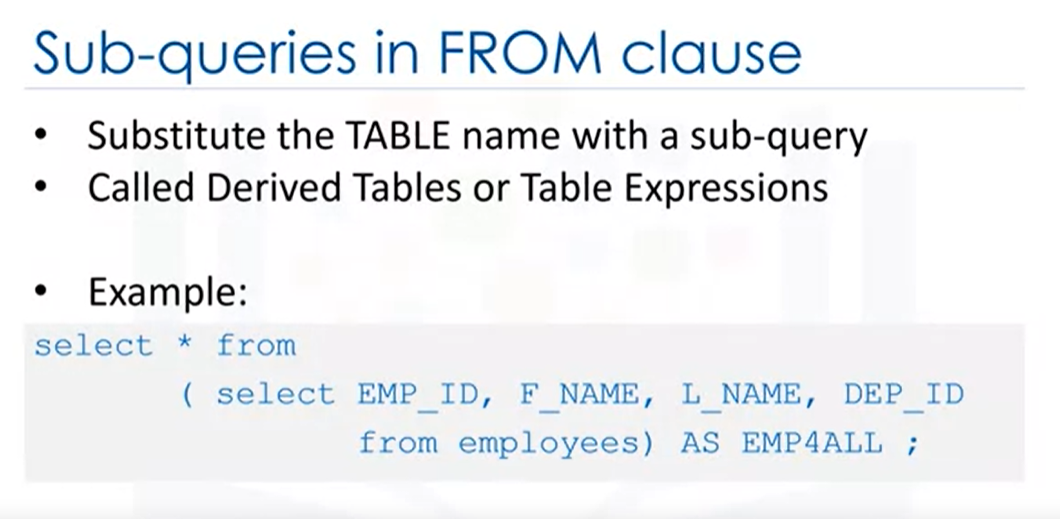 Sub-queries in FROM clause
• Substitute the TABLE name with a sub-query
• Called Derived Tables or Table Expressions
• Example:
select * from
( select EMP_ID, F_NAME, L_NAME, DEP_ID
from employees) AS EMP4ALL ;